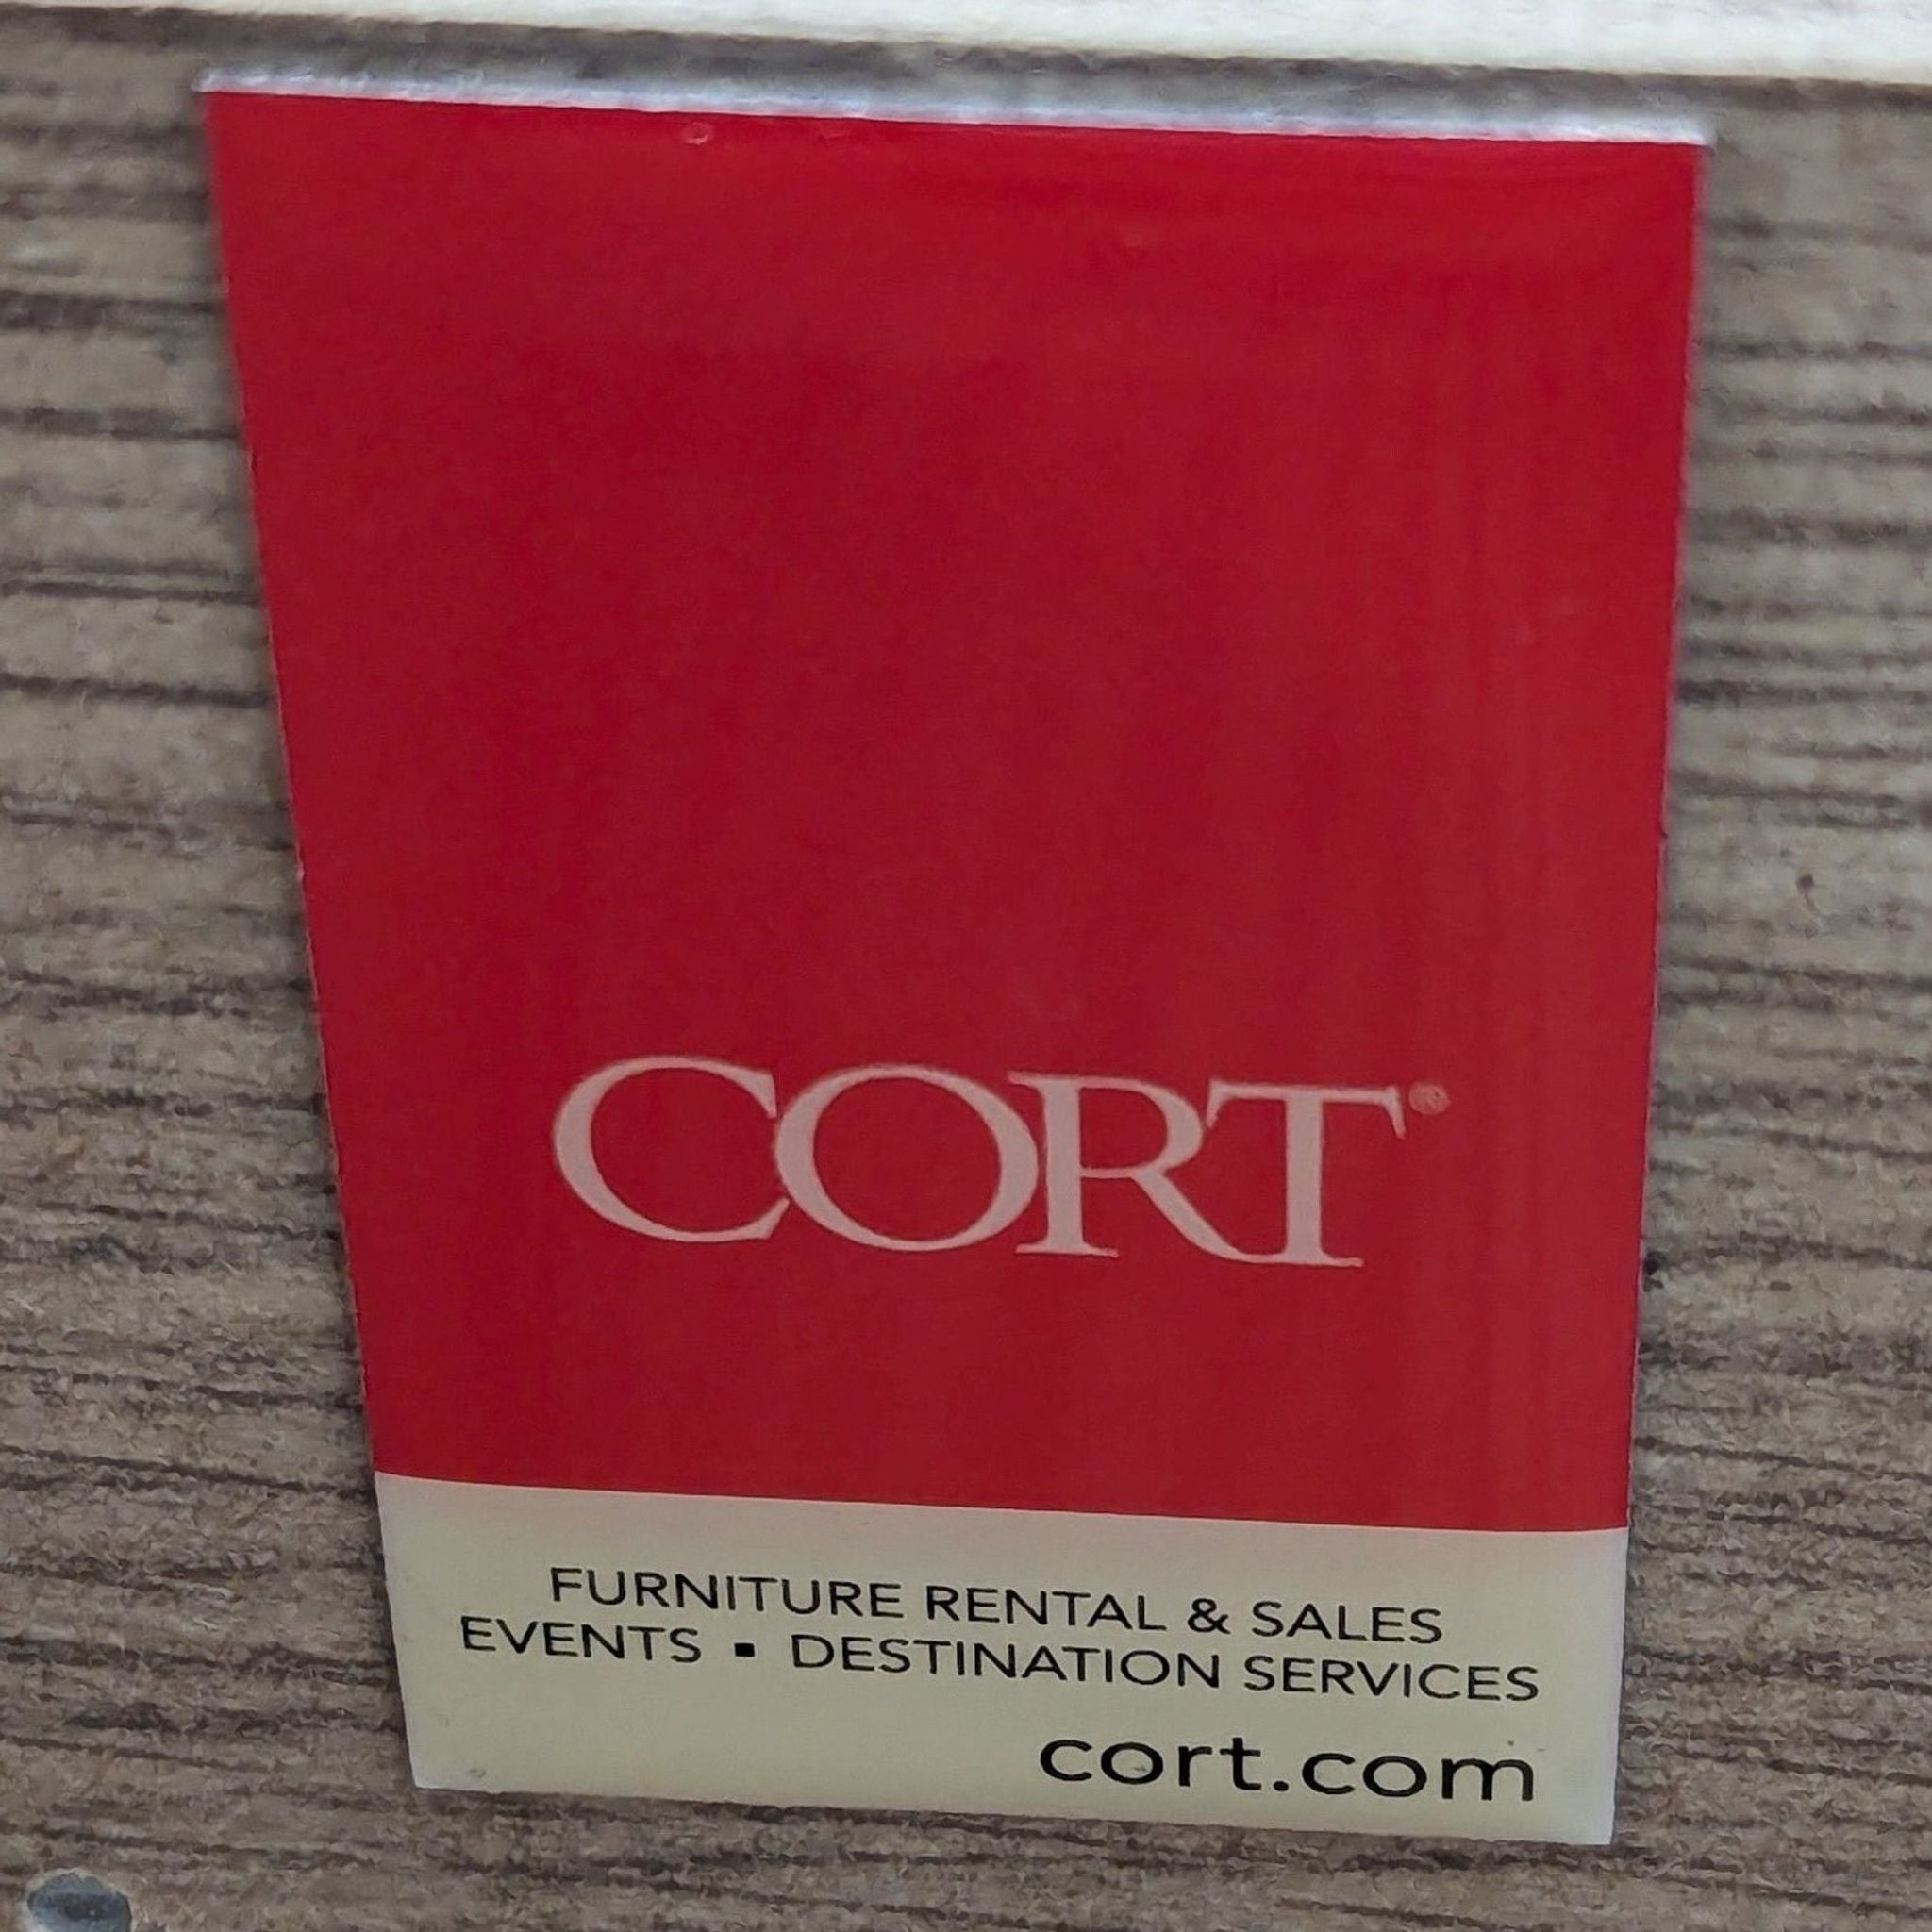 CORT®
FURNITURE RENTAL & SALES
EVENTS ▪ DESTINATION SERVICES
cort.com